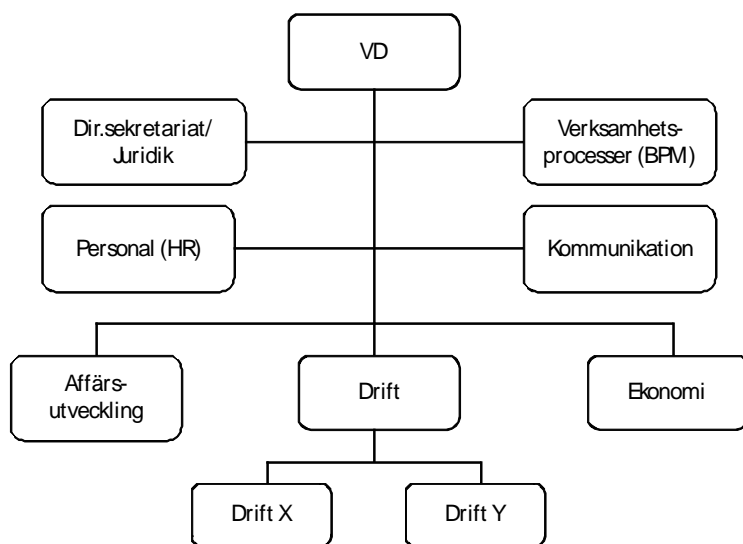 VD
Dir.sekretariat/
Juridik
Verksamhets-
processer (BPM)
Personal (HR)
Kommunikation
Affärs-
utveckling
Drift
Ekonomi
Drift X
Drift Y